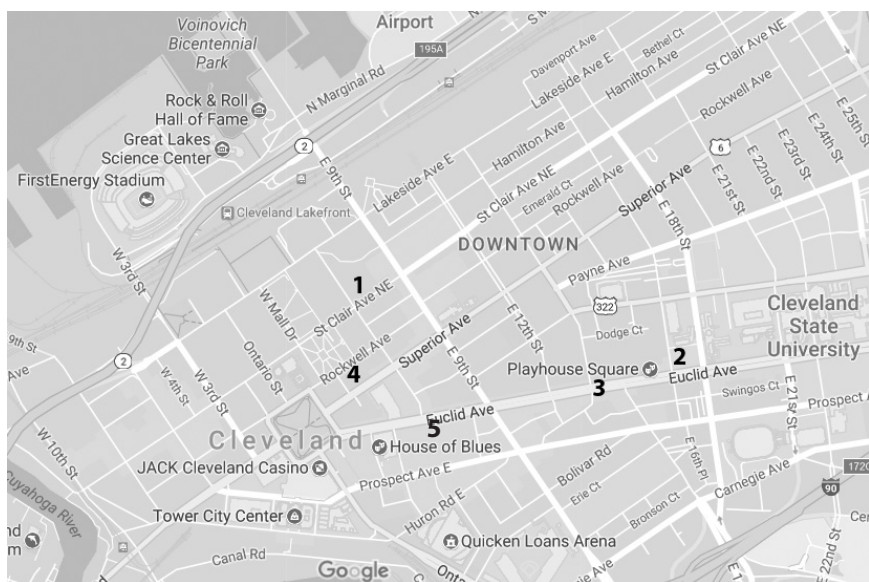 Voinovich
Bicentennial
Park
Airport
195A
S M
N Marginal Rd
Davenport Ave
Bethel Ct
St Clair Ave NE
Lakeside Ave E
Hamilton Ave
Rockwell Ave
E 25th St
E 24th St
E 23rd St
E 22nd St
E 21st St
6
Rock & Roll
Hall of Fame
Great Lakes
Science Center
FirstEnergy Stadium
2
E 9th St
Hamilton Ave
Lakeside Ave E
St Clair Ave NE
Emerald Ct
Rockwell Ave
Superior Ave
E 18th St
Cleveland Lakefront
W 3rd St
DOWNTOWN
Payne Ave
1
St Clair Ave NE
W Mall Dr
Ontario St
Rockwell Ave
4
Superior Ave
E 9th St
E 12th St
322
Dodge Ct
Cleveland
State
University
Playhouse Square
2
3
Euclid Ave
9th St
Ave
2
W 4th St
W 3rd St
W 10th St
Euclid Ave
5
Swingos Ct
E 21st St
Prospect A
Cleveland
House of Blues
JACK Cleveland Casino
Prospect Ave E
Bolivar Rd
E 16th Pl
Carnegie Ave
172C
90
Erie Ct
Huron Rd E
Bronson Ct
Cuyahoga River
Tower City Center
Quicken Loans Arena
Cen
nd
m
Canal Rd
Google
Onta
gie Ave
E 22nd St